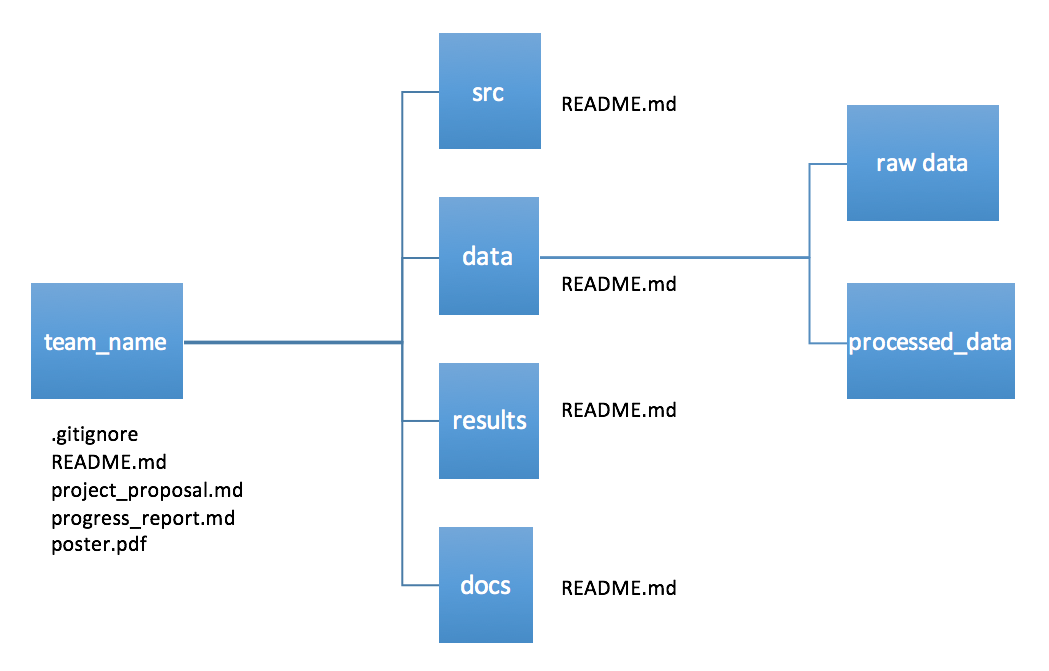 src
README.md
raw data
data
README.md
team_name
processed_data
.gitignore
README.md
project_proposal.md
progress_report.md
poster.pdf
results
README.md
docs
README.md